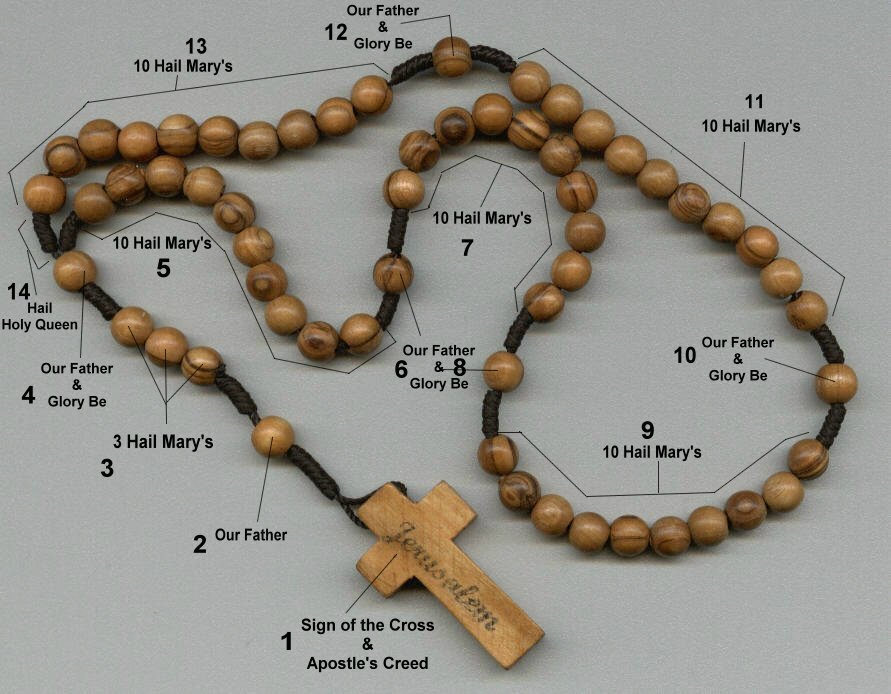 12
Our Father
&
Glory Be
13
10 Hail Mary's
11
10 Hail Mary's
10 Hail Mary's
5
10 Hail Mary's
7
14
Hail
Holy Queen
4
Our Father
&
Glory Be
6
Our Father
&
Glory Be
8
10
Our Father
&
Glory Be
9
10 Hail Mary's
3 Hail Mary's
3
2
Our Father
Jerusalem
1
Sign of the Cross
&
Apostle's Creed